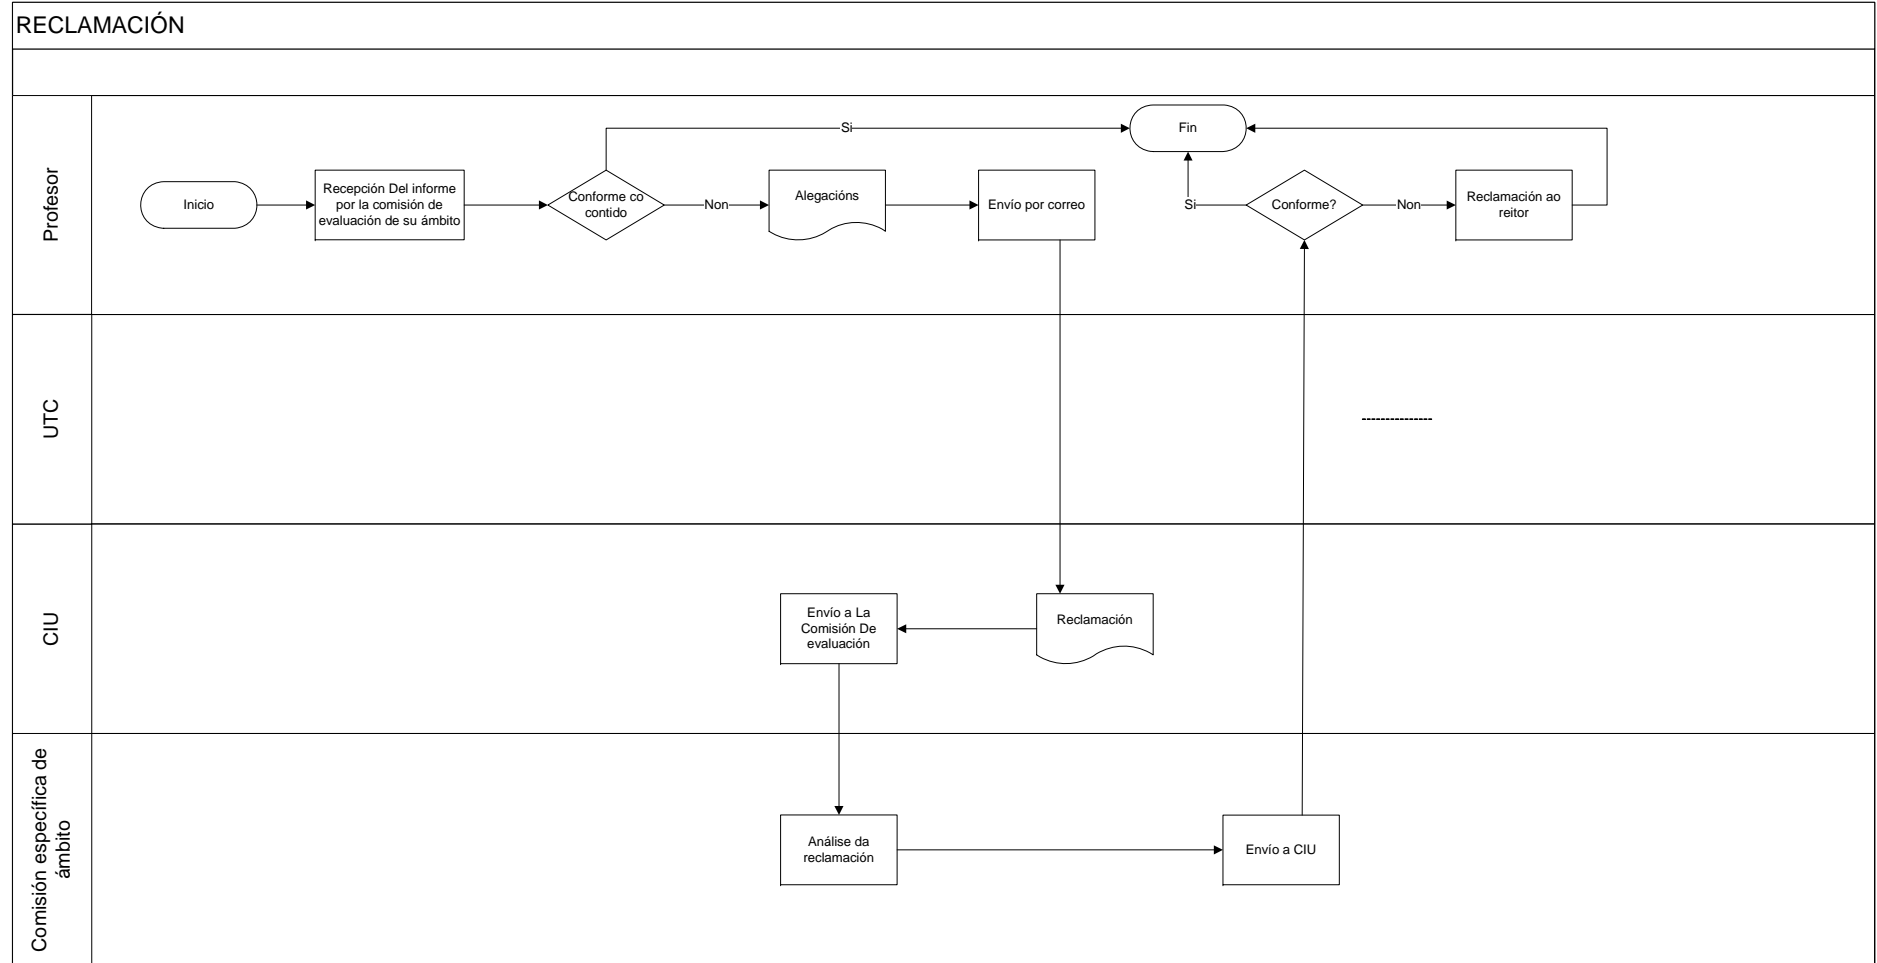 RECLAMACIÓN
Profesor
Inicio
Recepción Del informe
por la comisión de
evaluación de su ámbito
Conforme co
contido
Si
Non
Alegacións
Envío por correo
Fin
Si
Conforme?
Non
Reclamación ao
reitor
UTC
---------------
CIU
Envío a La
Comisión De
evaluación
Reclamación
Comisión específica de
ámbito
Análise da
reclamación
Envío a CIU